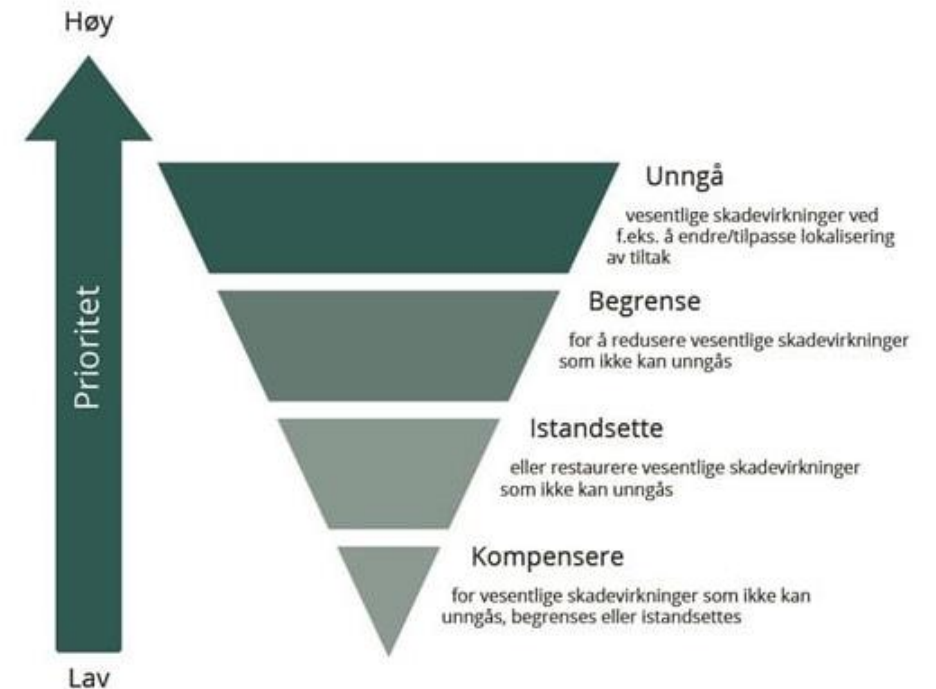 Høy
Prioritet
Unngå
vesentlige skadevirkninger ved
f.eks. å endre/tilpasse lokalisering
av tiltak
Begrense
for å redusere vesentlige skadevirkninger
som ikke kan unngås
Istandsette
eller restaurere vesentlige skadevirkninger
som ikke kan unngås
Kompensere
for vesentlige skadevirkninger som ikke kan
unngås, begrenses eller istandsettes
Lav